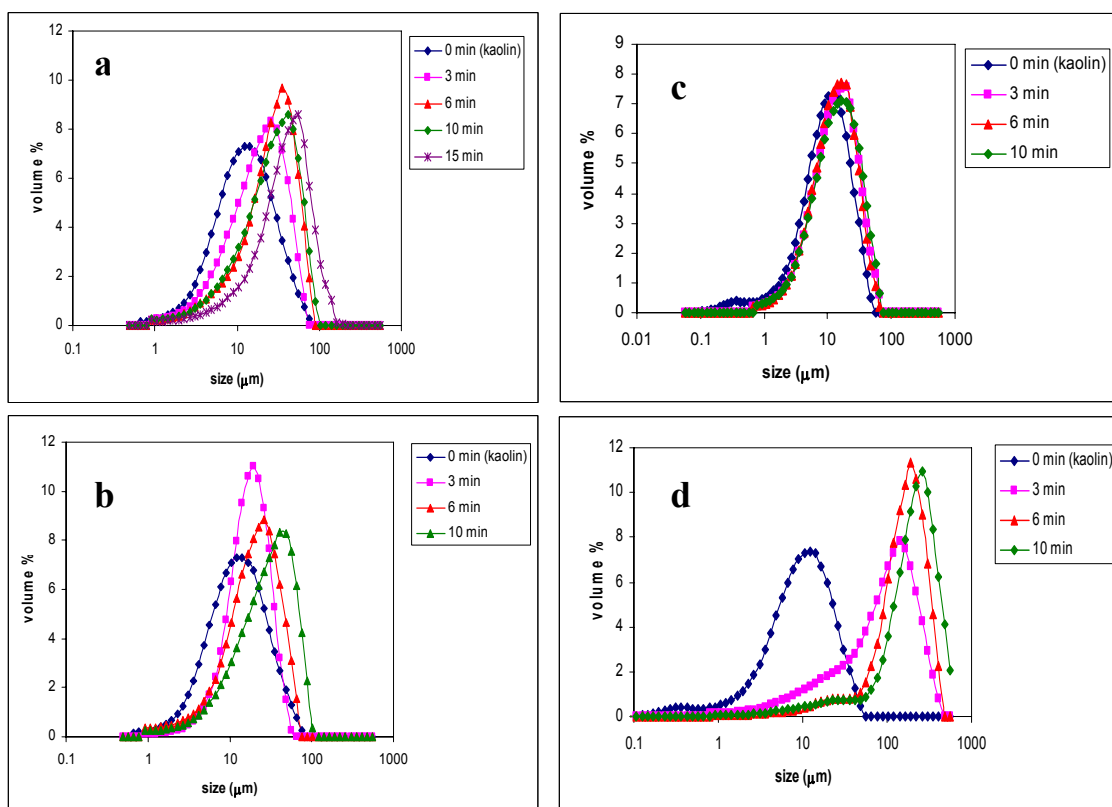 a
12
10
8
6
4
2
0
0.1 1 10 100 1000
volume %
size (μm)
0 min (kaolin)
3 min
6 min
10 min
15 min
c
9
8
7
6
5
4
3
2
1
0
0.01 1 10 100 1000
volume %
size (μm)
0 min (kaolin)
3 min
6 min
10 min
b
12
10
8
6
4
2
0
0.1 1 10 100 1000
volume %
size (μm)
0 min (kaolin)
3 min
6 min
10 min
d
12
10
8
6
4
2
0
0.1 1 10 100 1000
volume %
size (μm)
0 min (kaolin)
3 min
6 min
10 min